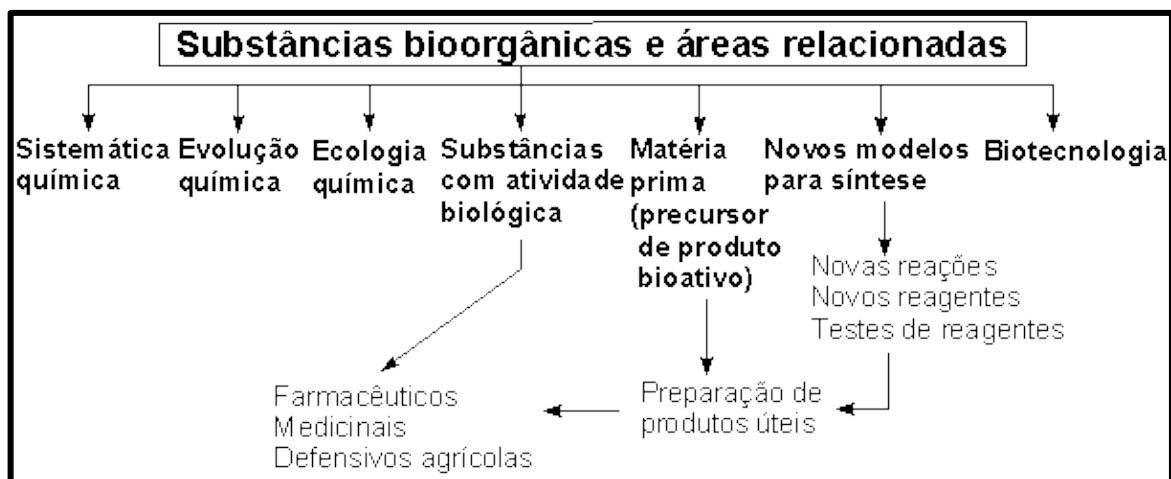 Substâncias bioorgânicas e áreas relacionadas
Sistemática
química
Evolução
química
Ecologia
química
Substâncias
com atividade
biológica
Matéria
prima
(precursor
de produto
bioativo)
Novos modelos
para síntese
Biotecnologia
Novas reações
Novos reagentes
Testes de reagentes
Farmacêuticos
Medicinais
Defensivos agrícolas
Preparação de
produtos úteis